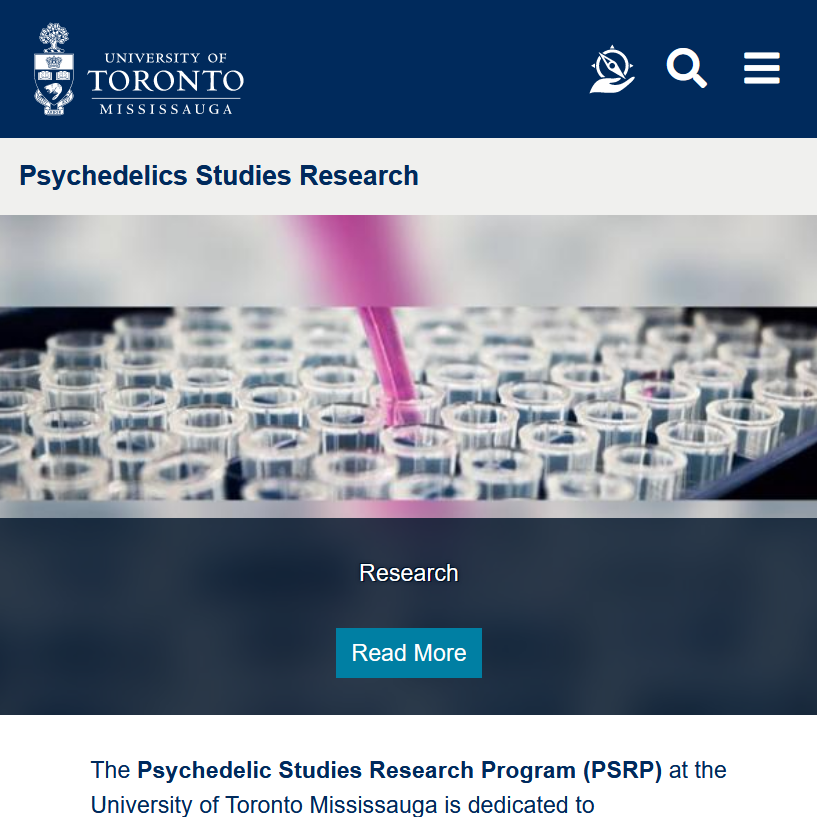 UNIVERSITY OF
TORONTO
MISSISSAUGA
Psychedelics Studies Research
Research
Read More
The Psychedelic Studies Research Program (PSRP) at the
University of Toronto Mississauga is dedicated to